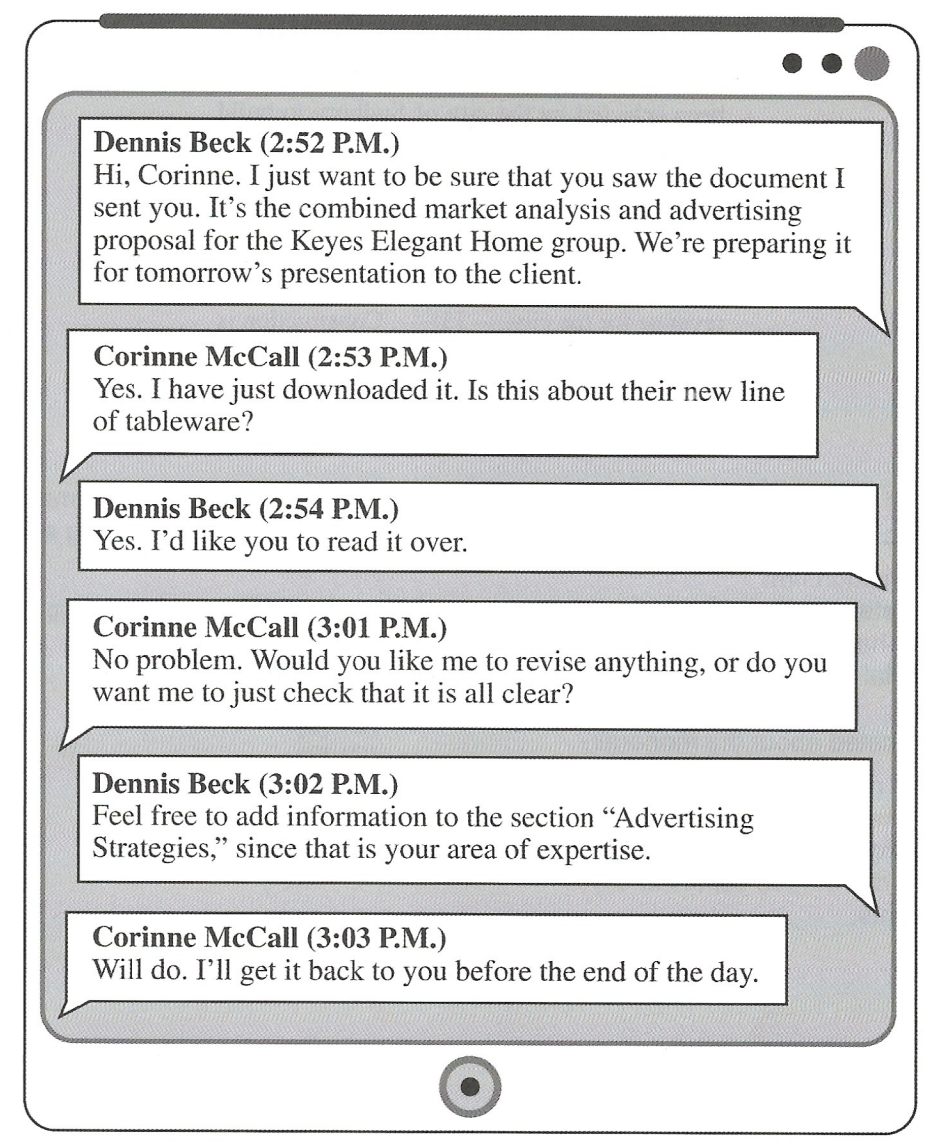 Dennis Beck (2:52 P.M.)
Hi, Corinne. I just want to be sure that you saw the document I
sent you. It’s the combined market analysis and advertising
proposal for the Keyes Elegant Home group. We’re preparing it
for tomorrow’s presentation to the client.
Corinne McCall (2:53 P.M.)
Yes. I have just downloaded it. Is this about their new line
of tableware?
Dennis Beck (2:54 P.M.)
Yes. I’d like you to read it over.
Corinne McCall (3:01 P.M.)
No problem. Would you like me to revise anything, or do you
want me to just check that it is all clear?
Dennis Beck (3:02 P.M.)
Feel free to add information to the section “Advertising
Strategies,” since that is your area of expertise.
Corinne McCall (3:03 P.M.)
Will do. I’ll get it back to you before the end of the day.